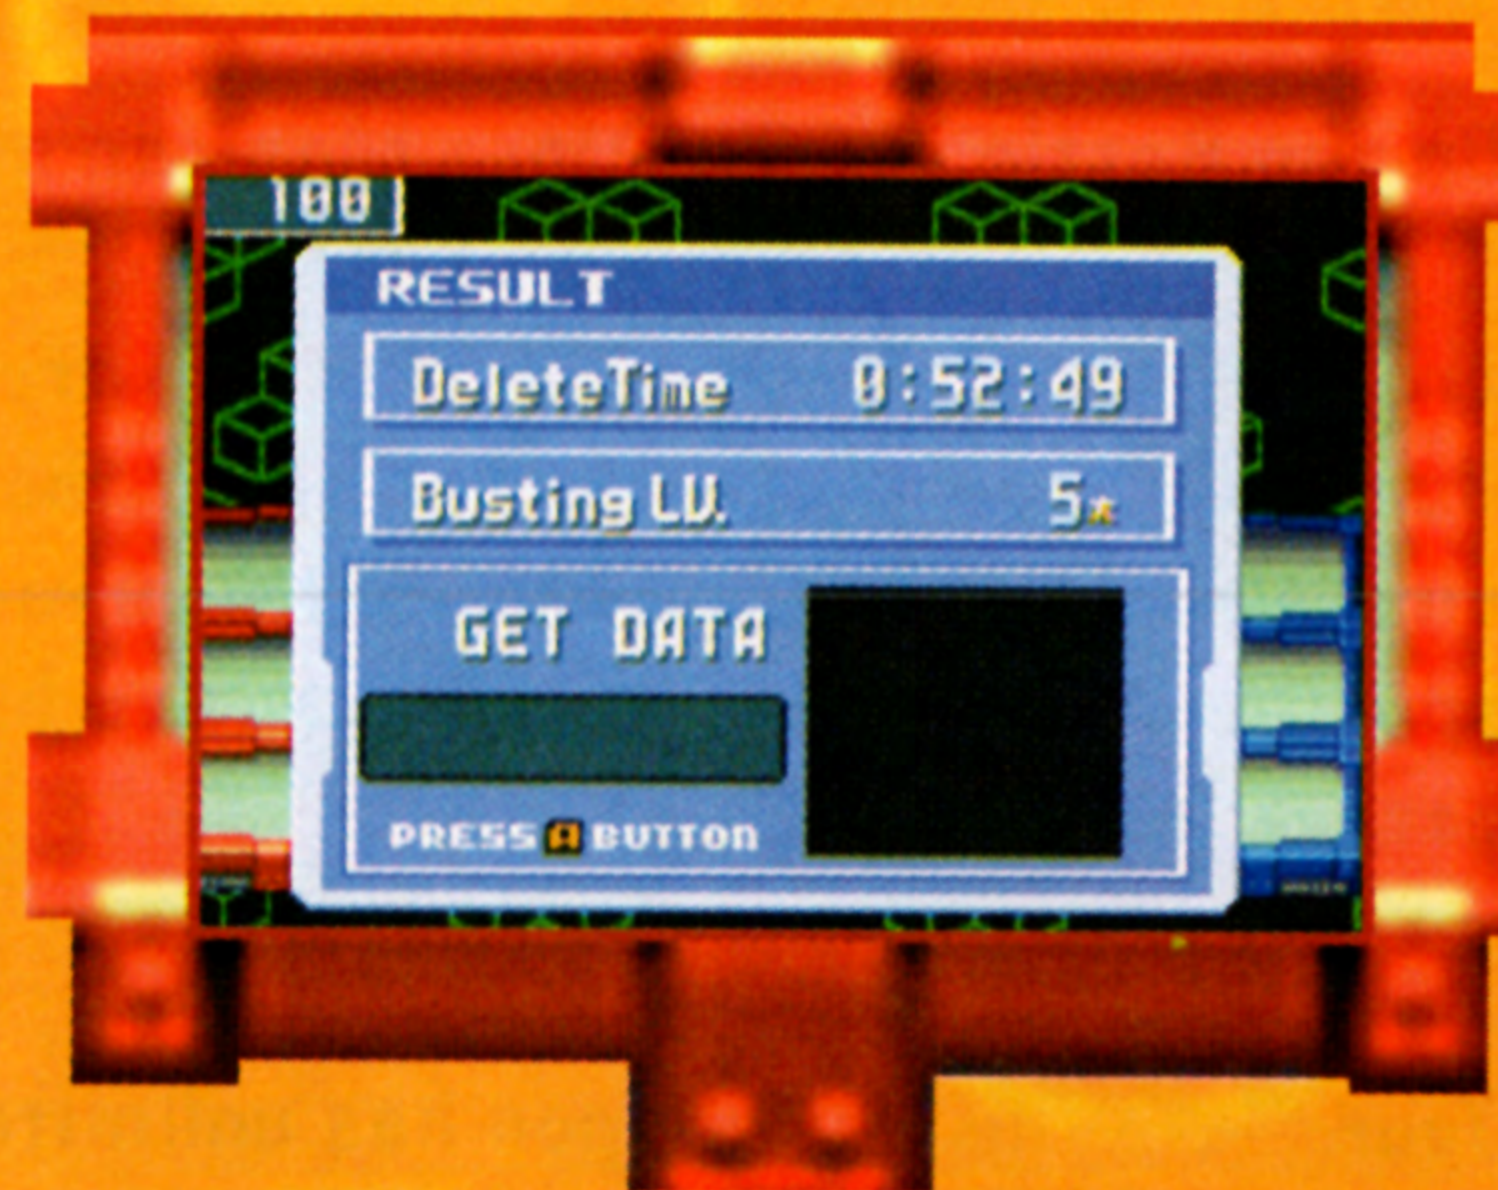 100
RESULT
DeleteTime 0:52:49
Busting LV. 5★
GET DATA
PRESS A BUTTON